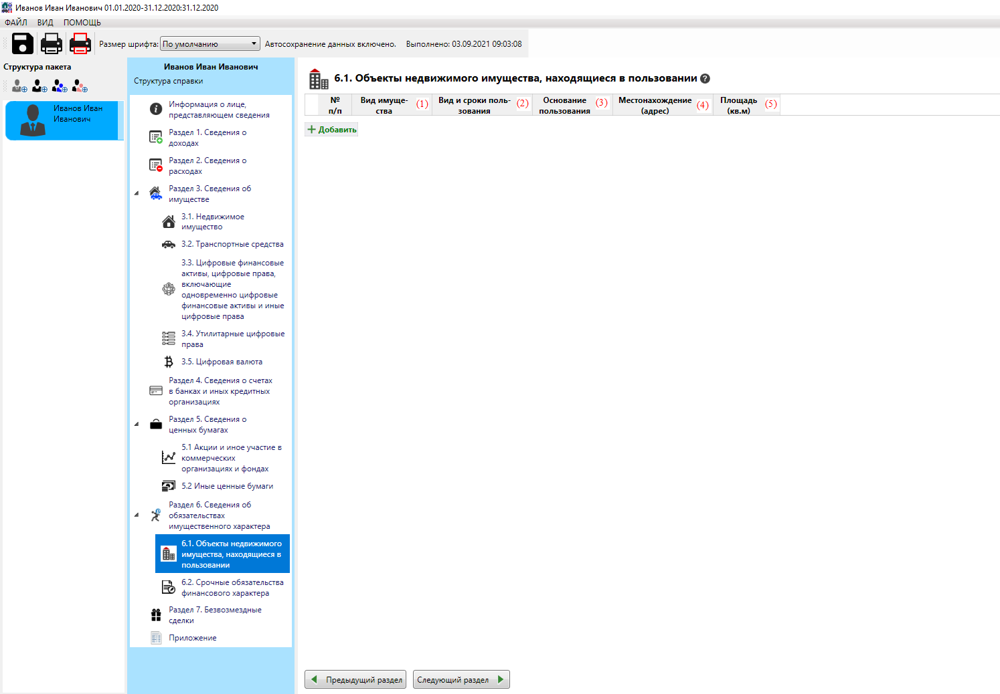 Иванов Иван Иванович 01.01.2020-31.12.2020:31.12.2020
ФАЙЛ ВИД ПОМОЩЬ
Размер шрифта: По умолчанию Автосохранение данных включено. Выполнено: 03.09.2021 09:03:08
Структура пакета
Иванов Иван
Иванович
Иванов Иван Иванович
Структура справки
Информация о лице,
представляющем сведения
Раздел 1. Сведения о
доходах
Раздел 2. Сведения о
расходах
Раздел 3. Сведения об
имуществе
3.1. Недвижимое
имущество
3.2. Транспортные средства
3.3. Цифровые финансовые
активы, цифровые права,
включающие
одновременно цифровые
финансовые активы и иные
цифровые права
3.4. Утилитарные цифровые
права
3.5. Цифровая валюта
Раздел 4. Сведения о счетах
в банках и иных кредитных
организациях
Раздел 5. Сведения о
ценных бумагах
5.1 Акции и иное участие в
коммерческих
организациях и фондах
5.2 Иные ценные бумаги
Раздел 6. Сведения об
обязательствах
имущественного характера
6.1. Объекты недвижимого
имущества, находящиеся в
пользовании
6.2. Срочные обязательства
финансового характера
Раздел 7. Безвозмездные
сделки
Приложение
6.1. Объекты недвижимого имущества, находящиеся в пользовании ?
№
п/п
Вид имуще-
ства
(1)
Вид и сроки поль-
зования
(2)
Основание
пользования
(3)
Местонахождение
(адрес)
(4)
Площадь
(кв.м)
(5)
+ Добавить
Предыдущий раздел Следующий раздел